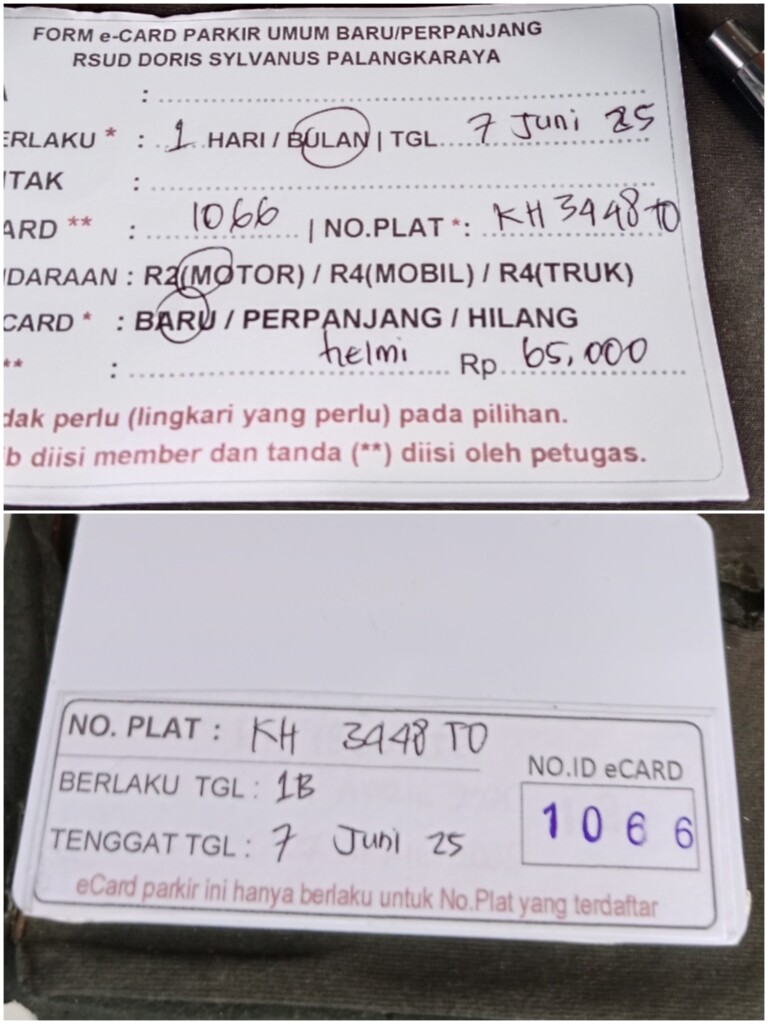 FORM e-CARD PARKIR UMUM BARU/PERPANJANG
RSUD DORIS SYLVANUS PALANGKARAYA
A :
ERLAKU * : 1 HARI / BULAN | TGL 7 Juni 25
TAK :
ARD ** : 1066 | NO.PLAT *: KH 3448 TO
DARAAN : R2(MOTOR) / R4(MOBIL) / R4(TRUK)
CARD * : BARU / PERPANJANG / HILANG
** : helmi Rp 65,000
dak perlu (lingkari yang perlu) pada pilihan.
b diisi member dan tanda (**) diisi oleh petugas.
NO. PLAT : KH 3448 TO
BERLAKU TGL : 1B
TENGGAT TGL : 7 Juni 25
NO.ID eCARD
1066
eCard parkir ini hanya berlaku untuk No.Plat yang terdaftar